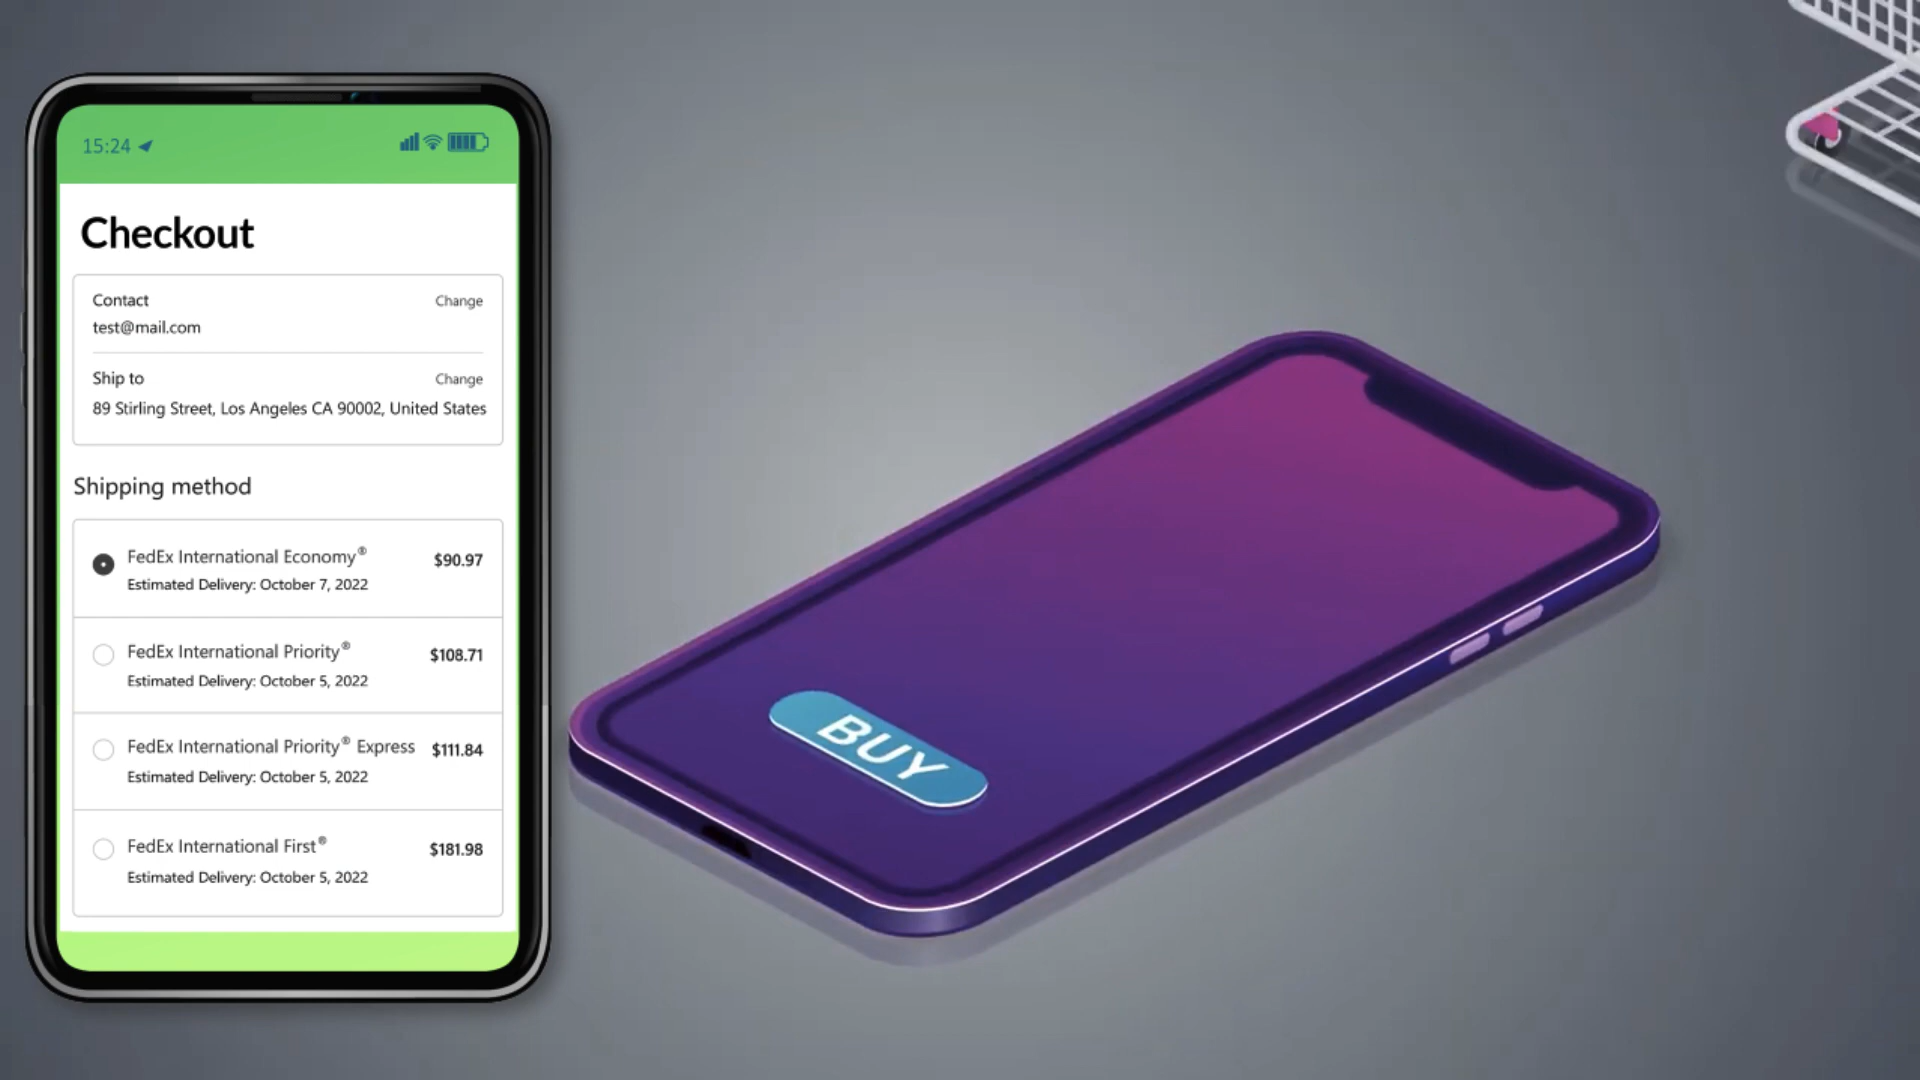 15:24
Checkout
Contact Change
test@mail.com
Ship to Change
89 Stirling Street, Los Angeles CA 90002, United States
Shipping method
FedEx International Economy® $90.97
Estimated Delivery: October 7, 2022
FedEx International Priority® $108.71
Estimated Delivery: October 5, 2022
FedEx International Priority® Express $111.84
Estimated Delivery: October 5, 2022
FedEx International First® $181.98
Estimated Delivery: October 5, 2022
BUY